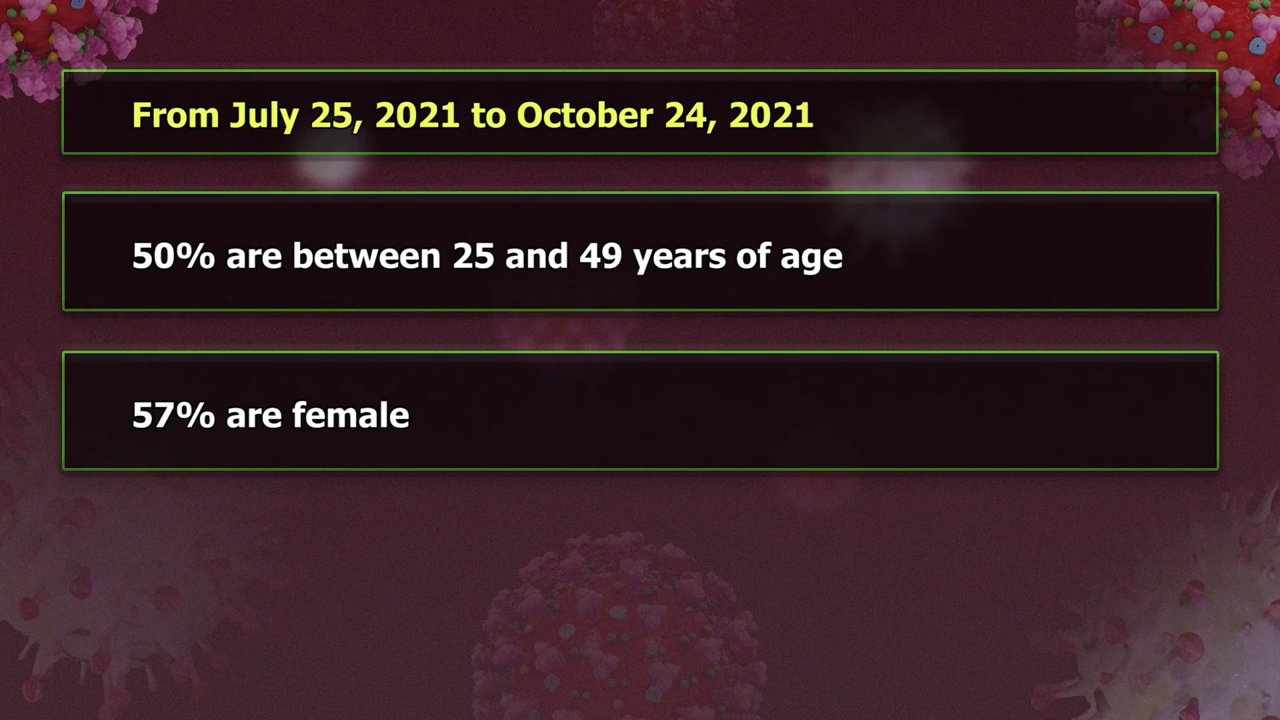 From July 25, 2021 to October 24, 2021
50% are between 25 and 49 years of age
57% are female